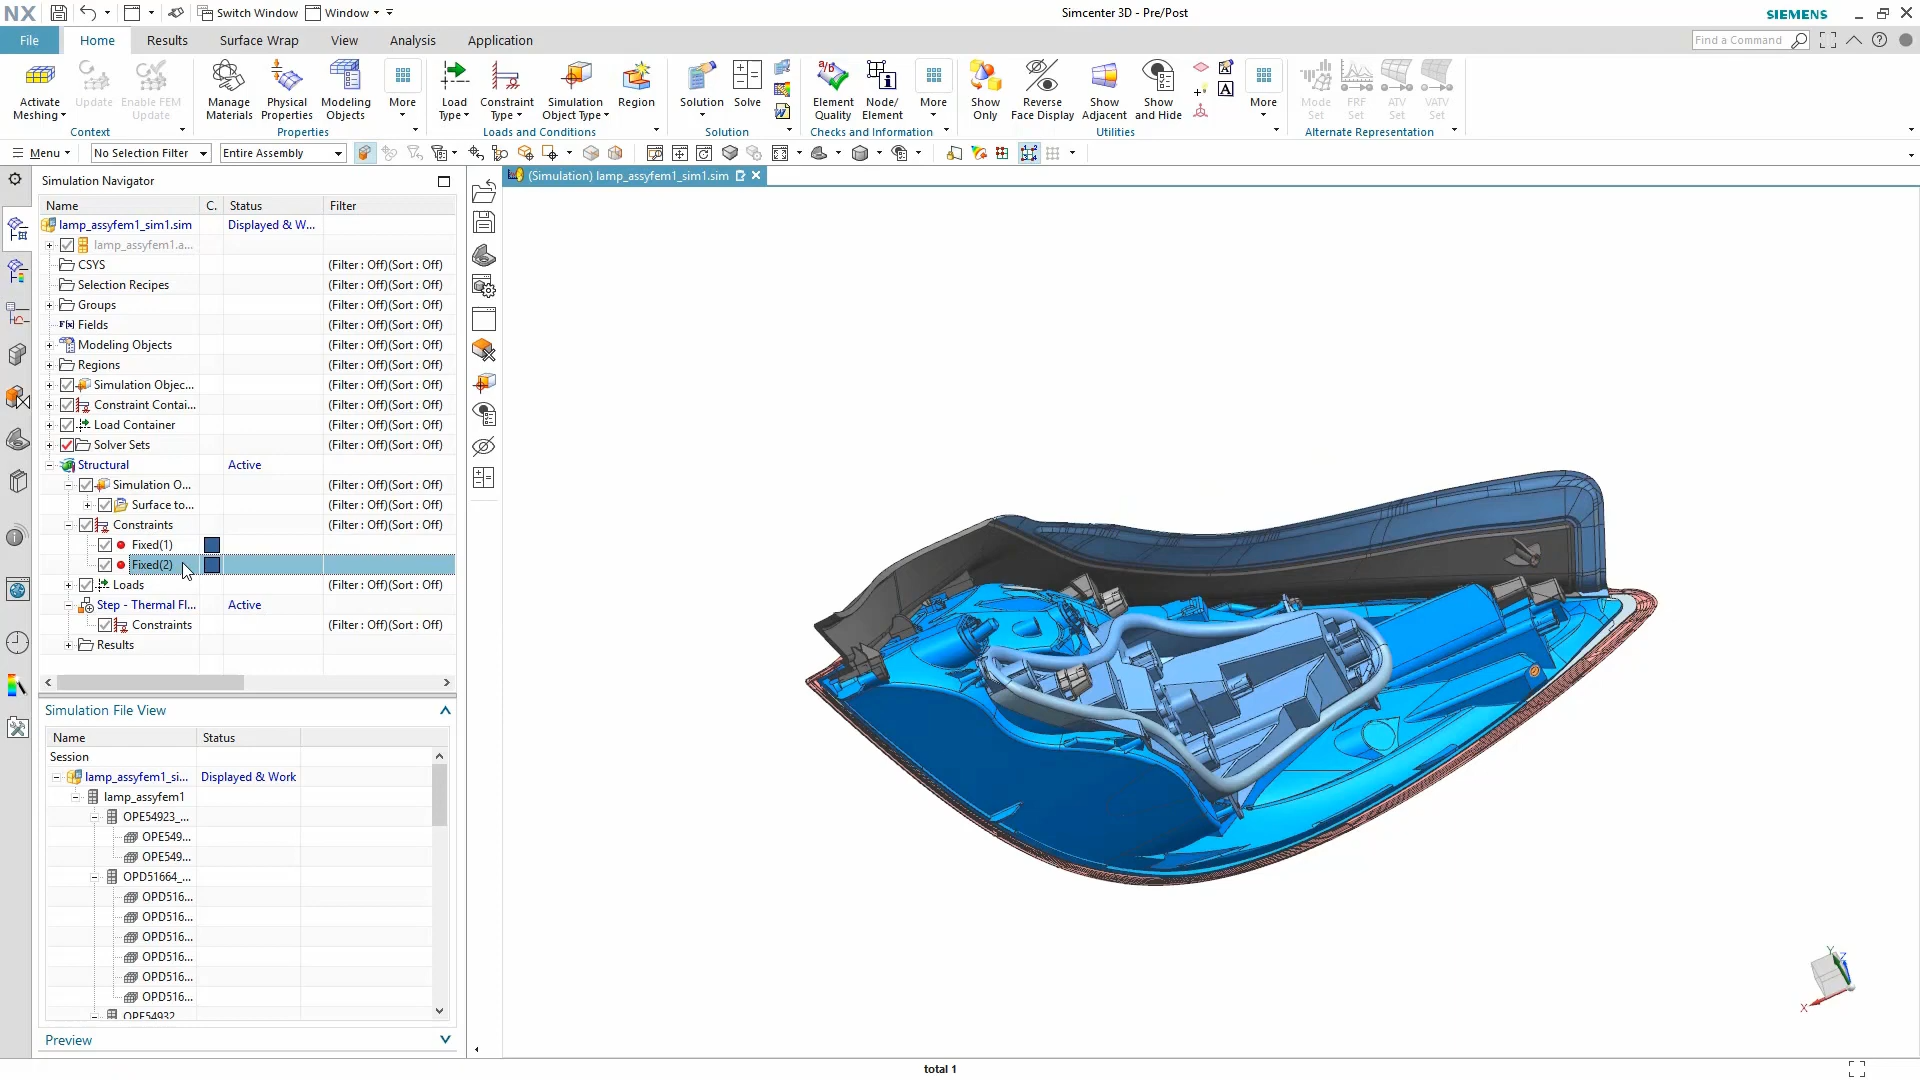 NX Switch Window Window Simcenter 3D - Pre/Post SIEMENS
File Home Results Surface Wrap View Analysis Application Find a Command
Activate Meshing Update Enable FEM Update Manage Materials Physical Properties Modeling Objects More Load Type Constraint Type Simulation Object Type Region Solution Solve Element Quality Node/ Element More Show Only Reverse Face Display Show Adjacent Show and Hide More Mode Set FRF Set ATV Set VATV Set
Context Properties Loads and Conditions Solution Checks and Information Utilities Alternate Representation
Menu No Selection Filter Entire Assembly
Simulation Navigator (Simulation) lamp_assyfem1_sim1.sim
Name C. Status Filter
lamp_assyfem1_sim1.sim Displayed & W...
lamp_assyfem1.a...
CSYS (Filter : Off)(Sort : Off)
Selection Recipes (Filter : Off)(Sort : Off)
Groups (Filter : Off)(Sort : Off)
Fields (Filter : Off)(Sort : Off)
Modeling Objects (Filter : Off)(Sort : Off)
Regions (Filter : Off)(Sort : Off)
Simulation Objec... (Filter : Off)(Sort : Off)
Constraint Contai... (Filter : Off)(Sort : Off)
Load Container (Filter : Off)(Sort : Off)
Solver Sets (Filter : Off)(Sort : Off)
Structural Active
Simulation O... (Filter : Off)(Sort : Off)
Surface to... (Filter : Off)(Sort : Off)
Constraints (Filter : Off)(Sort : Off)
Fixed(1)
Fixed(2)
Loads (Filter : Off)(Sort : Off)
Step - Thermal Fl... Active
Constraints (Filter : Off)(Sort : Off)
Results
Simulation File View
Name Status
Session
lamp_assyfem1_si... Displayed & Work
lamp_assyfem1
OPE54923_...
OPE549...
OPE549...
OPD51664_...
OPD516...
OPD516...
OPD516...
OPD516...
OPD516...
OPD516...
OPE54932
Preview
Y
Z
X
total 1